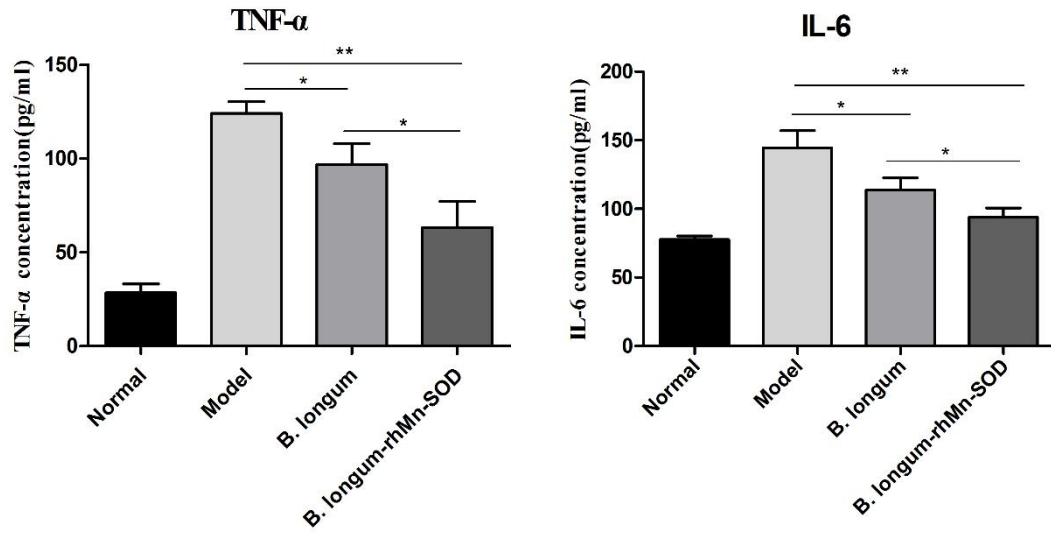 TNF-α
TNF-α concentration(pg/ml)
150
100
50
0
**
*
*
Normal
Model
B. longum
B. longum-rhMn-SOD
IL-6
IL-6 concentration(pg/ml)
200
150
100
50
0
**
*
*
Normal
Model
B. longum
B. longum-rhMn-SOD